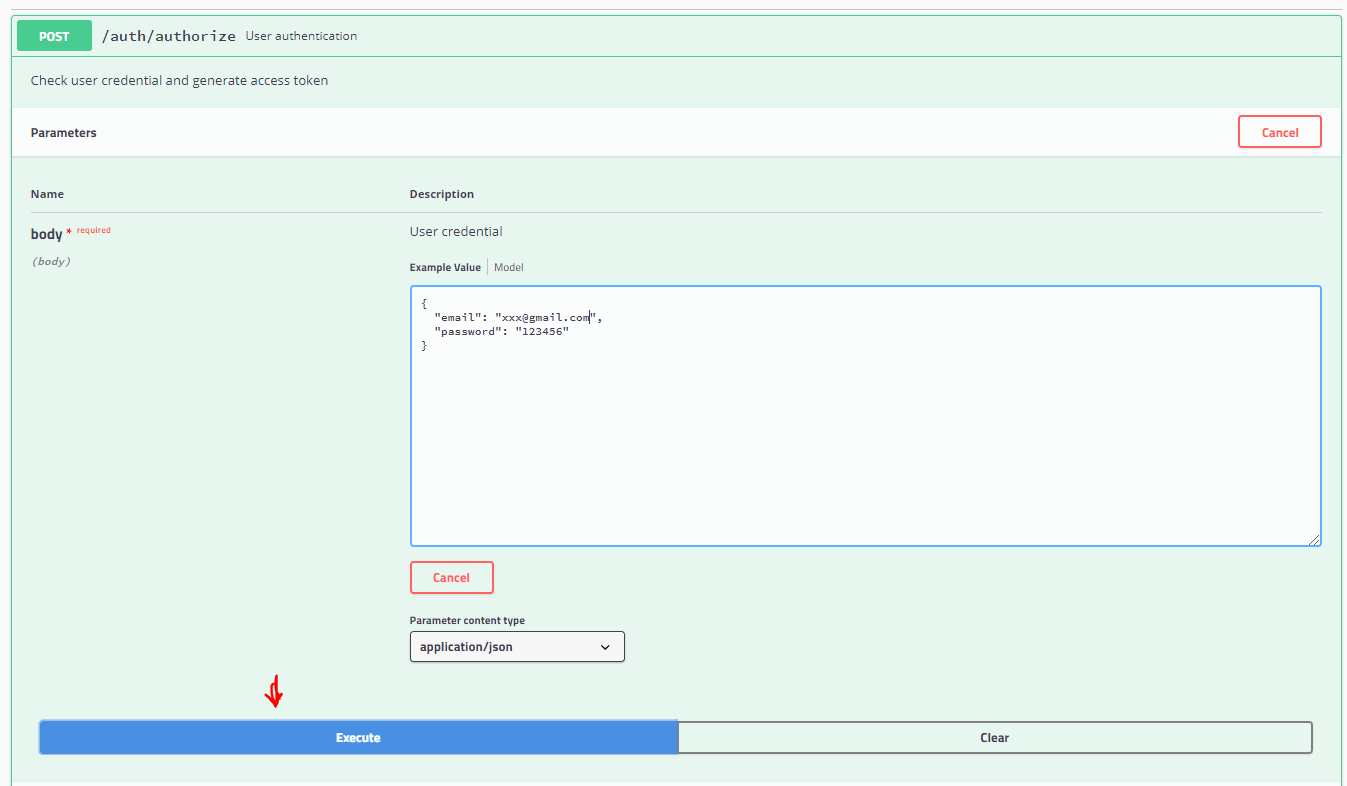 POST /auth/authorize User authentication
Check user credential and generate access token
Parameters Cancel
Name Description
body * required User credential
(body)
Example Value Model
{
"email": "xxx@gmail.com",
"password": "123456"
}
Cancel
Parameter content type
application/json
Execute Clear